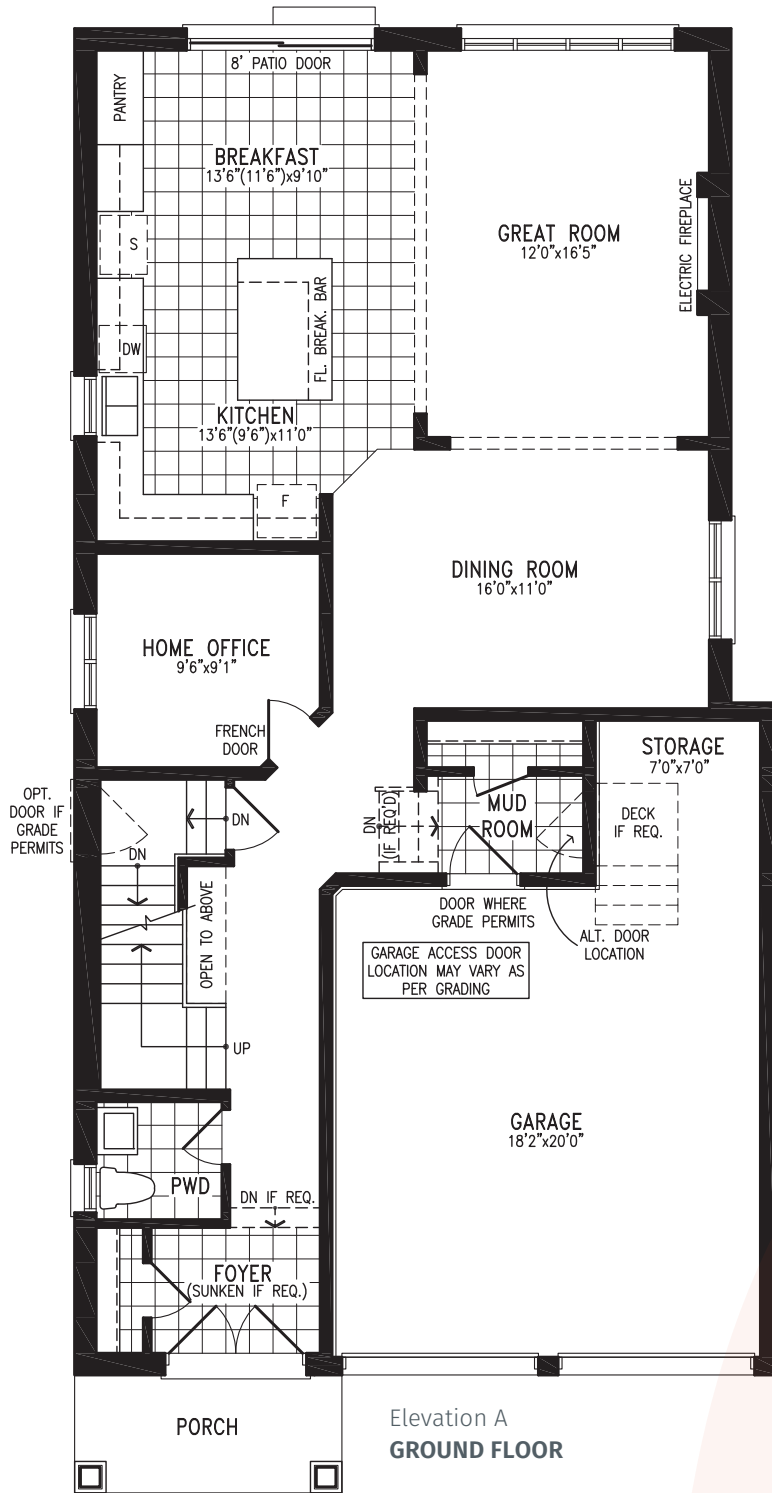 8' PATIO DOOR
PANTRY
BREAKFAST
13'6"(11'6")x9'10"
GREAT ROOM
12'0"x16'5"
ELECTRIC FIREPLACE
S
FL. BREAK. BAR
DW
KITCHEN
13'6"(9'6")x11'0"
F
DINING ROOM
16'0"x11'0"
HOME OFFICE
9'6"x9'1"
FRENCH
DOOR
STORAGE
7'0"x7'0"
OPT.
DOOR IF
GRADE
PERMITS
DN
DN
DN
(IF REQ'D)
MUD
ROOM
DECK
IF REQ.
OPEN TO ABOVE
DOOR WHERE
GRADE PERMITS
ALT. DOOR
LOCATION
GARAGE ACCESS DOOR
LOCATION MAY VARY AS
PER GRADING
UP
GARAGE
18'2"x20'0"
PWD
DN IF REQ.
FOYER
(SUNKEN IF REQ.)
PORCH
Elevation A
GROUND FLOOR